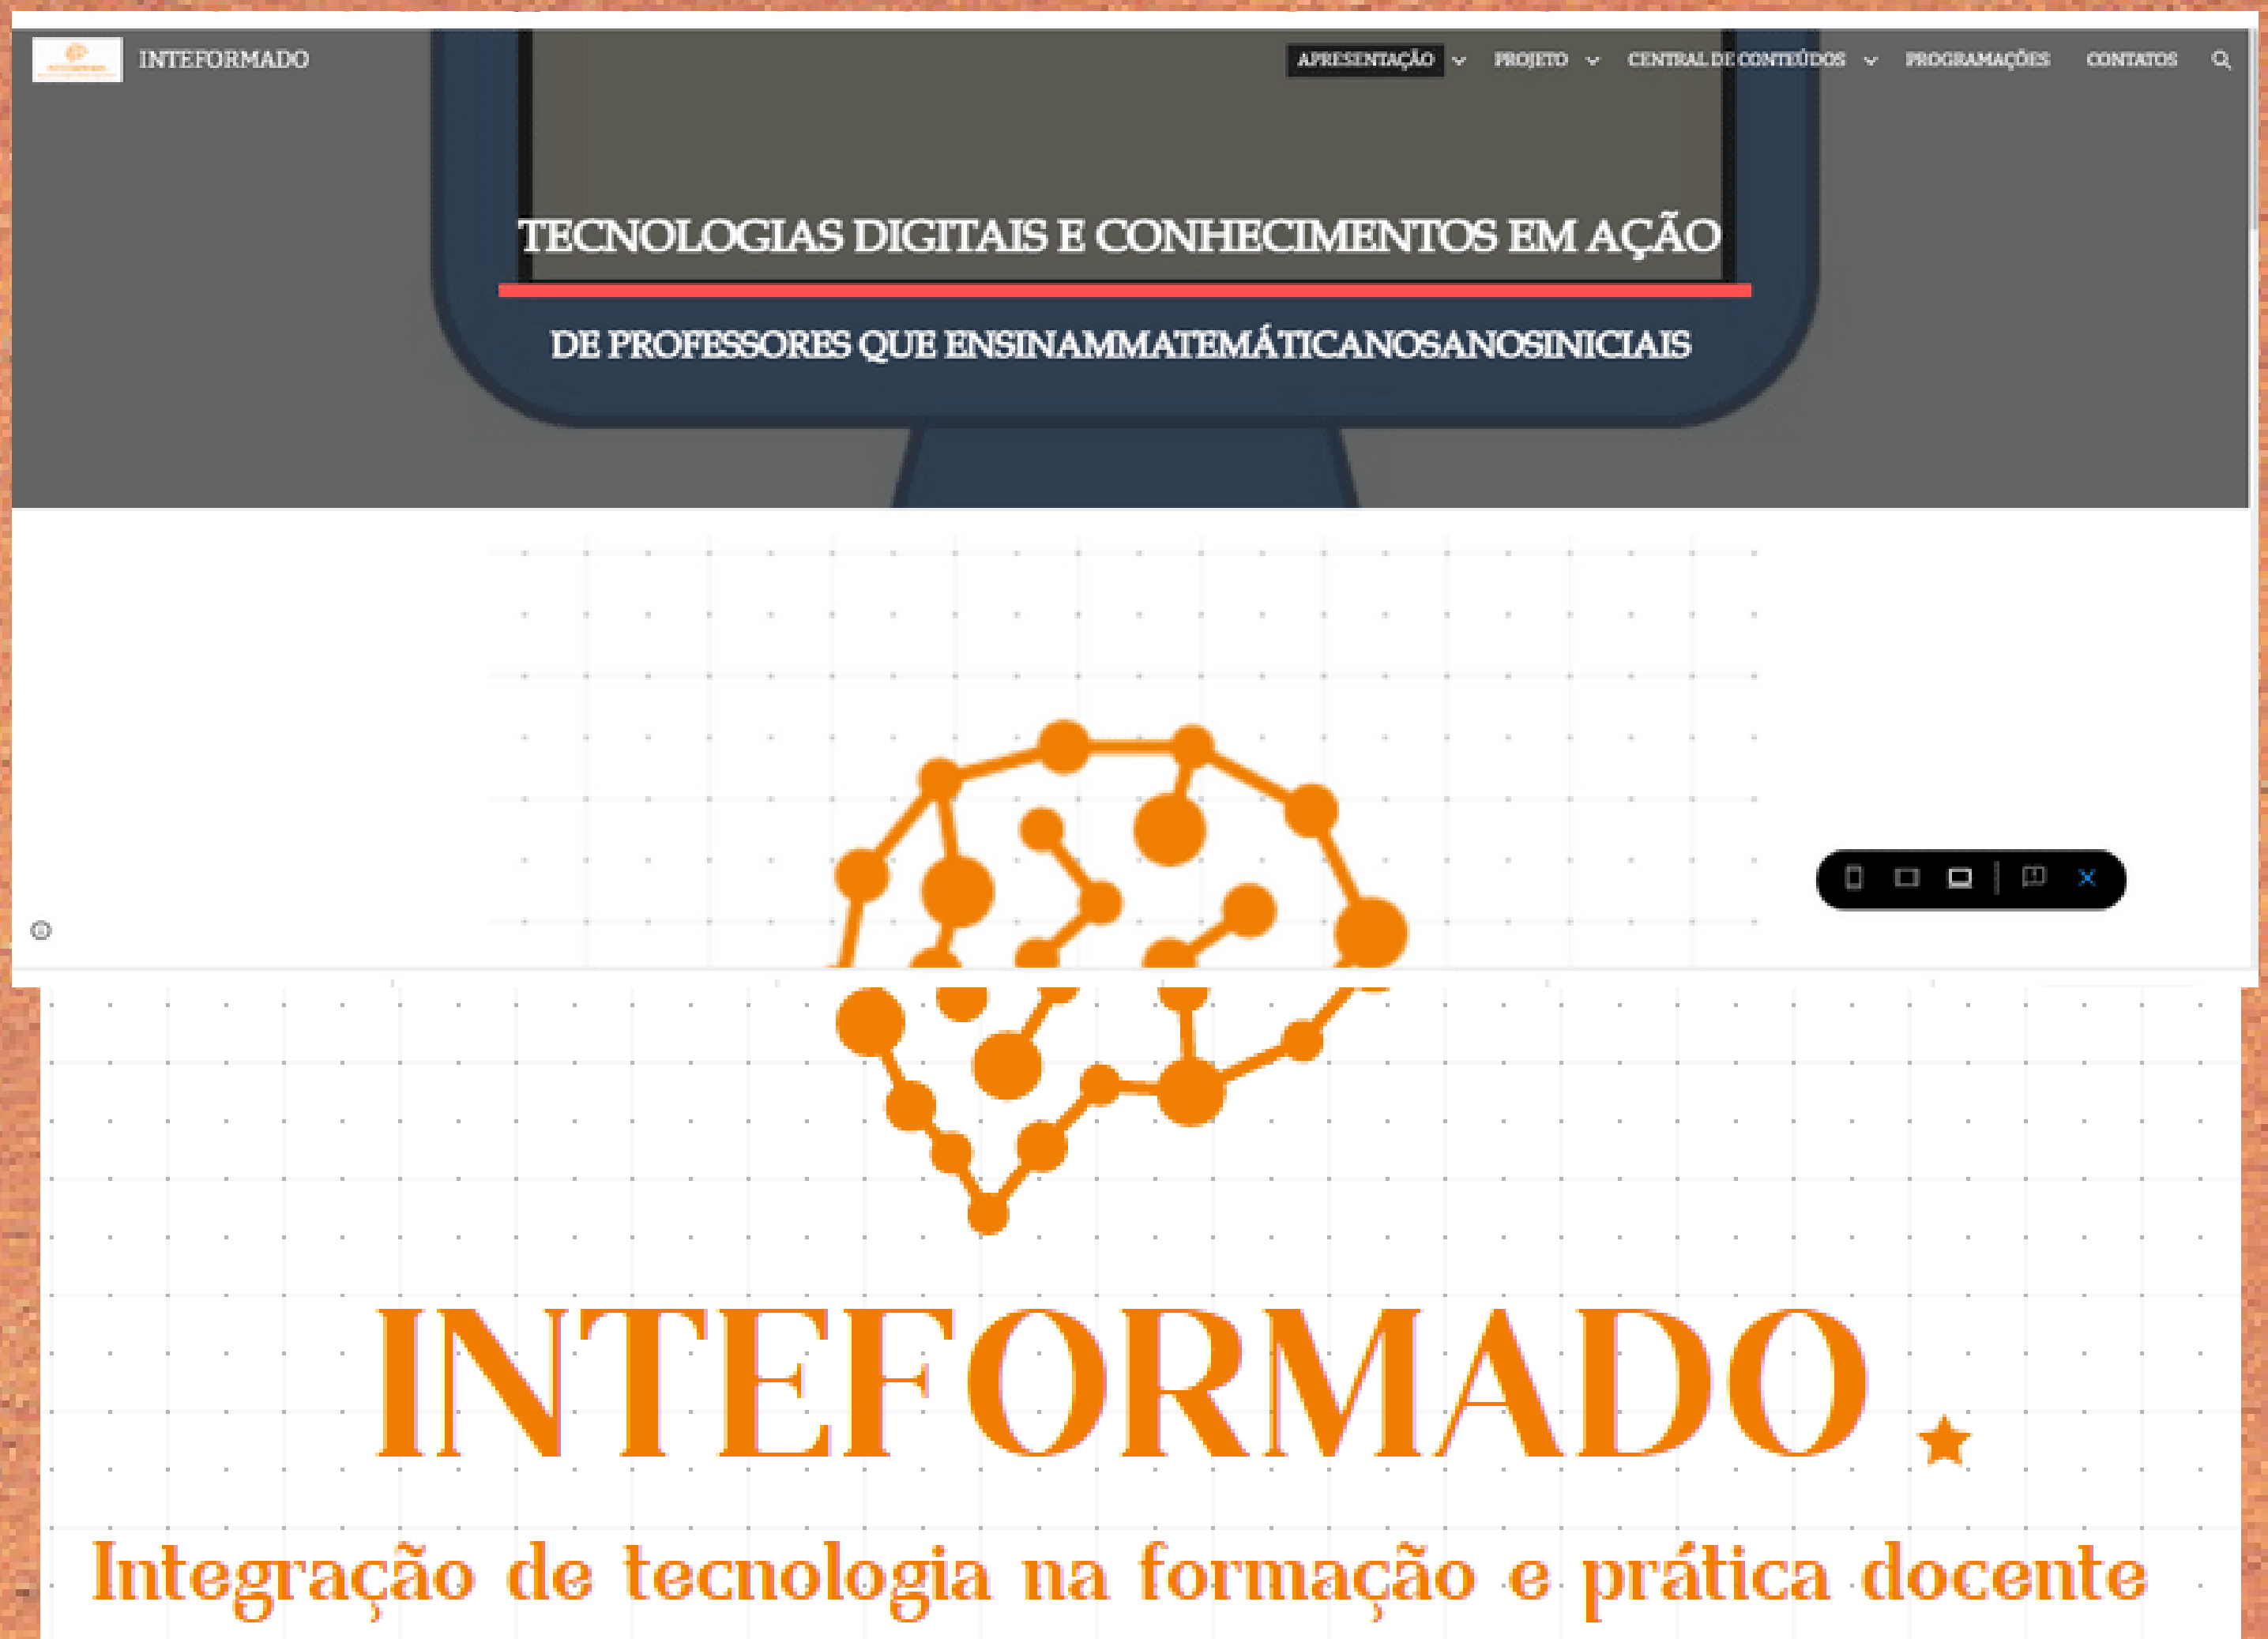 INTEFORMADO
APRESENTAÇÃO PROJETO CENTRAL DE CONTEÚDOS PROGRAMAÇÕES CONTATOS
TECNOLOGIAS DIGITAIS E CONHECIMENTOS EM AÇÃO
DE PROFESSORES QUE ENSINAMMATEMÁTICANOSANOSINICIAIS
INTEFORMADO
Integração de tecnologia na formação e prática docente